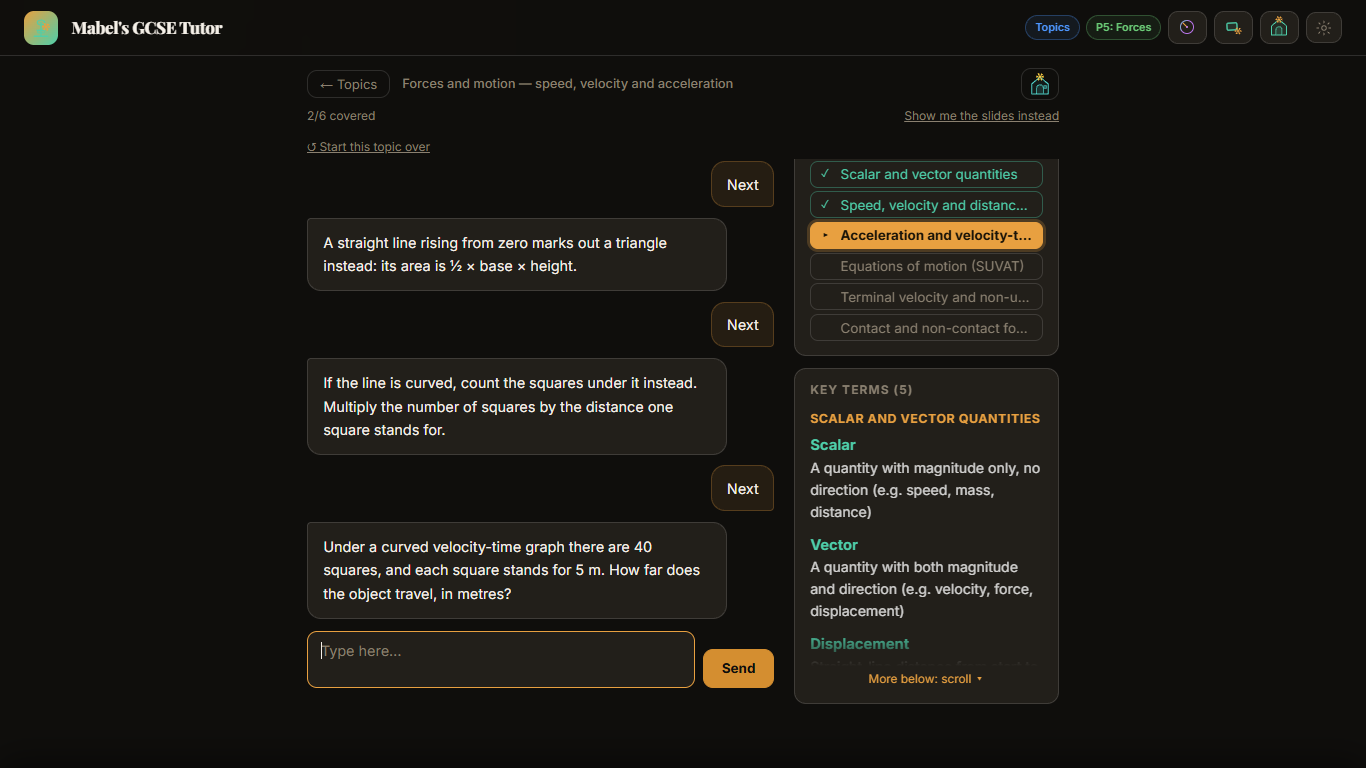 Mabel's GCSE Tutor
Topics
P5: Forces
← Topics
Forces and motion — speed, velocity and acceleration
2/6 covered
Show me the slides instead
↺ Start this topic over
Next
A straight line rising from zero marks out a triangle
instead: its area is ½ × base × height.
Next
If the line is curved, count the squares under it instead.
Multiply the number of squares by the distance one
square stands for.
Next
Under a curved velocity-time graph there are 40
squares, and each square stands for 5 m. How far does
the object travel, in metres?
Type here...
Send
✓ Scalar and vector quantities
✓ Speed, velocity and distanc...
▸ Acceleration and velocity-t...
Equations of motion (SUVAT)
Terminal velocity and non-u...
Contact and non-contact fo...
KEY TERMS (5)
SCALAR AND VECTOR QUANTITIES
Scalar
A quantity with magnitude only, no
direction (e.g. speed, mass,
distance)
Vector
A quantity with both magnitude
and direction (e.g. velocity, force,
displacement)
Displacement
More below: scroll ▾